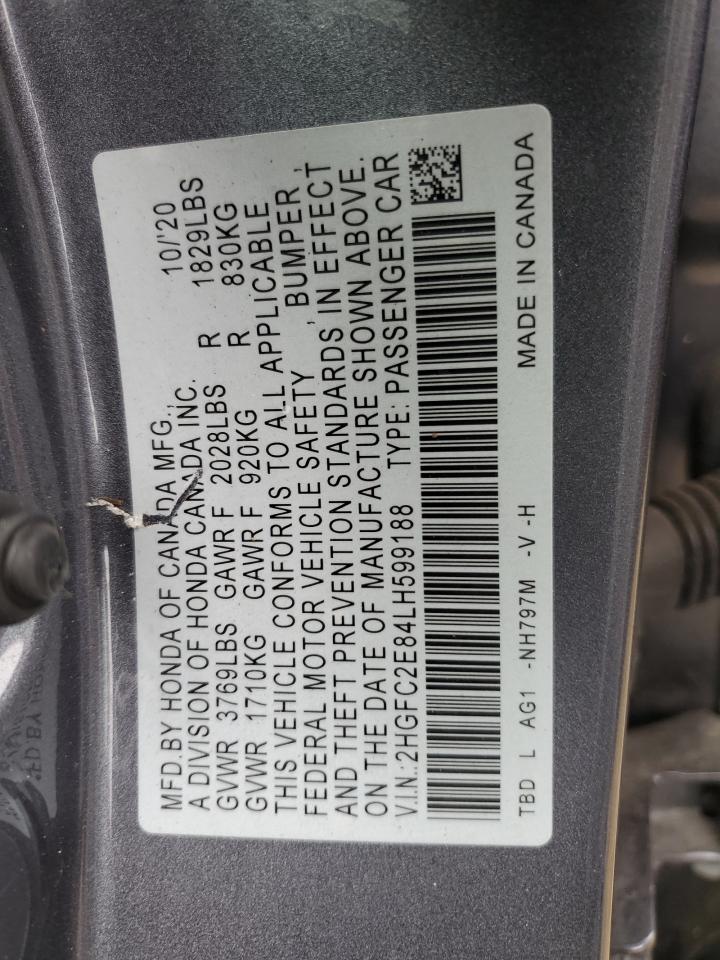 MFD.BY HONDA OF CANADA MFG., 10/'20
A DIVISION OF HONDA CANADA INC.
GVWR 3769LBS GAWR F 2028LBS R 1829LBS
GVWR 1710KG GAWR F 920KG R 830KG
THIS VEHICLE CONFORMS TO ALL APPLICABLE
FEDERAL MOTOR VEHICLE SAFETY , BUMPER,
AND THEFT PREVENTION STANDARDS IN EFFECT
ON THE DATE OF MANUFACTURE SHOWN ABOVE.
V.I.N.:2HGFC2E84LH599188 TYPE: PASSENGER CAR
TBD L AG1 -NH797M -V -H MADE IN CANADA